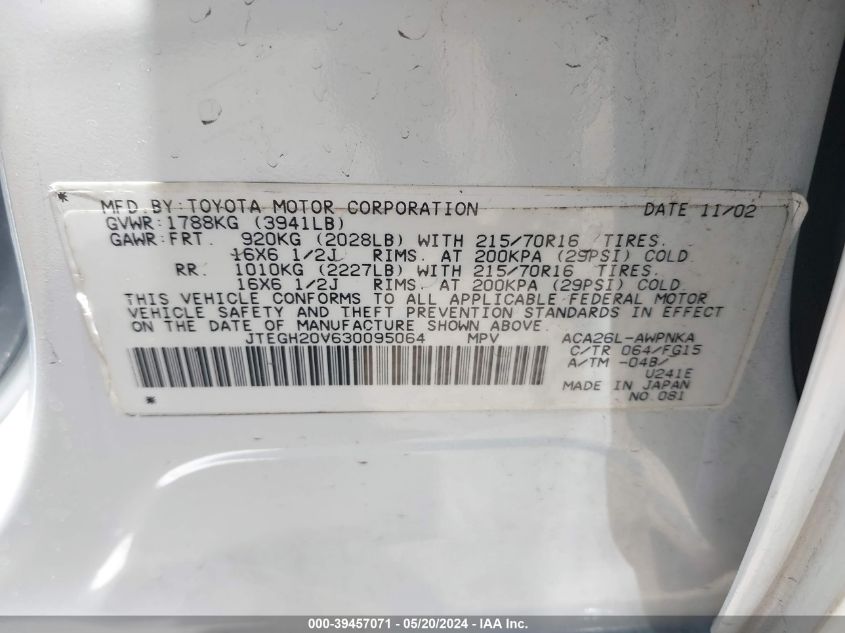 MFD.BY:TOYOTA MOTOR CORPORATION DATE 11/02
GVWR:1788KG (3941LB)
GAWR:FRT. 920KG (2028LB) WITH 215/70R16 TIRES.
16X6 1/2J RIMS. AT 200KPA (29PSI) COLD
RR. 1010KG (2227LB) WITH 215/70R16 TIRES.
16X6 1/2J RIMS. AT 200KPA (29PSI) COLD
THIS VEHICLE CONFORMS TO ALL APPLICABLE FEDERAL MOTOR
VEHICLE SAFETY AND THEFT PREVENTION STANDARDS IN EFFECT
ON THE DATE OF MANUFACTURE SHOWN ABOVE.
JTEGH20V630095064 MPV ACA26L-AWPNKA
C/TR 064/FG15
A/TM -048/
U241E
MADE IN JAPAN
NO.081
000-39457071 - 05/20/2024 - IAA Inc.